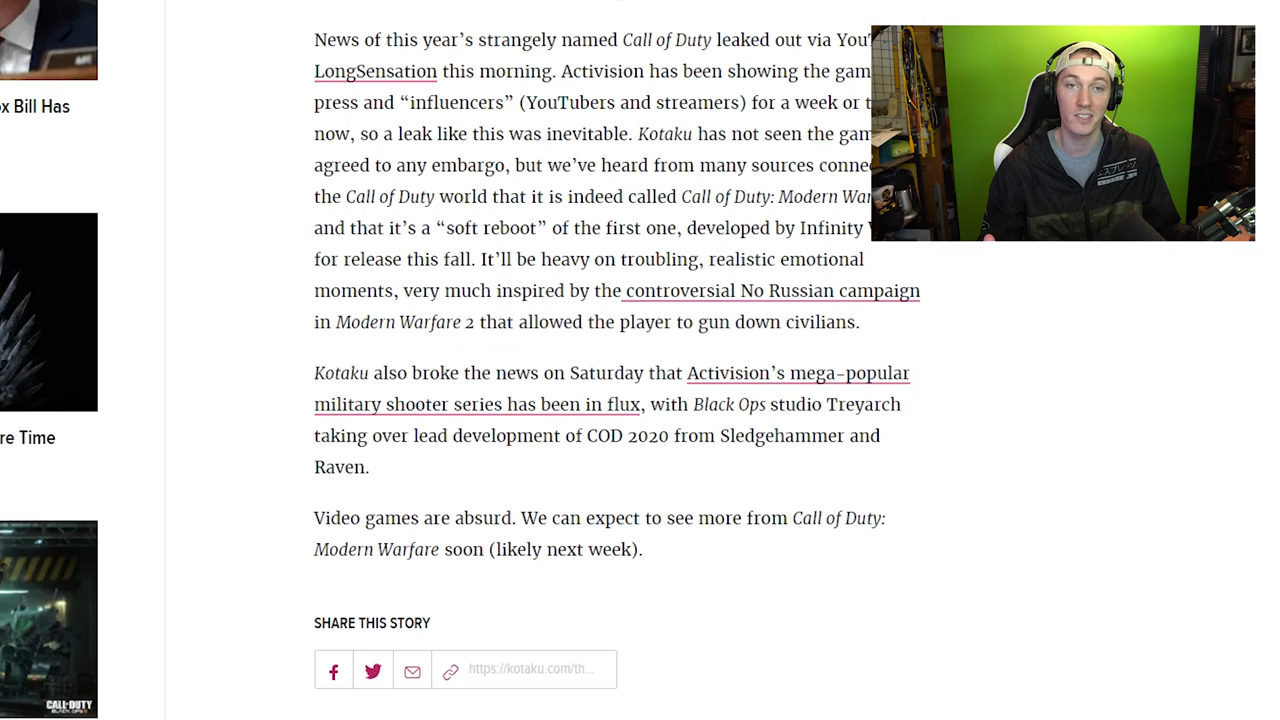 News of this year’s strangely named Call of Duty leaked out via
LongSensation this morning. Activision has been showing the
ox Bill Has
press and “influencers” (YouTubers and streamers) for a week or
now, so a leak like this was inevitable. Kotaku has not seen the
agreed to any embargo, but we’ve heard from many sources
the Call of Duty world that it is indeed called Call of Duty: Modern
and that it’s a “soft reboot” of the first one, developed by Infinity
for release this fall. It’ll be heavy on troubling, realistic emotional
moments, very much inspired by the controversial No Russian campaign
in Modern Warfare 2 that allowed the player to gun down civilians.
Kotaku also broke the news on Saturday that Activision’s mega-popular
military shooter series has been in flux, with Black Ops studio Treyarch
re Time
taking over lead development of COD 2020 from Sledgehammer and
Raven.
Video games are absurd. We can expect to see more from Call of Duty:
Modern Warfare soon (likely next week).
SHARE THIS STORY
https://kotaku.com/th...
CALL·DUTY